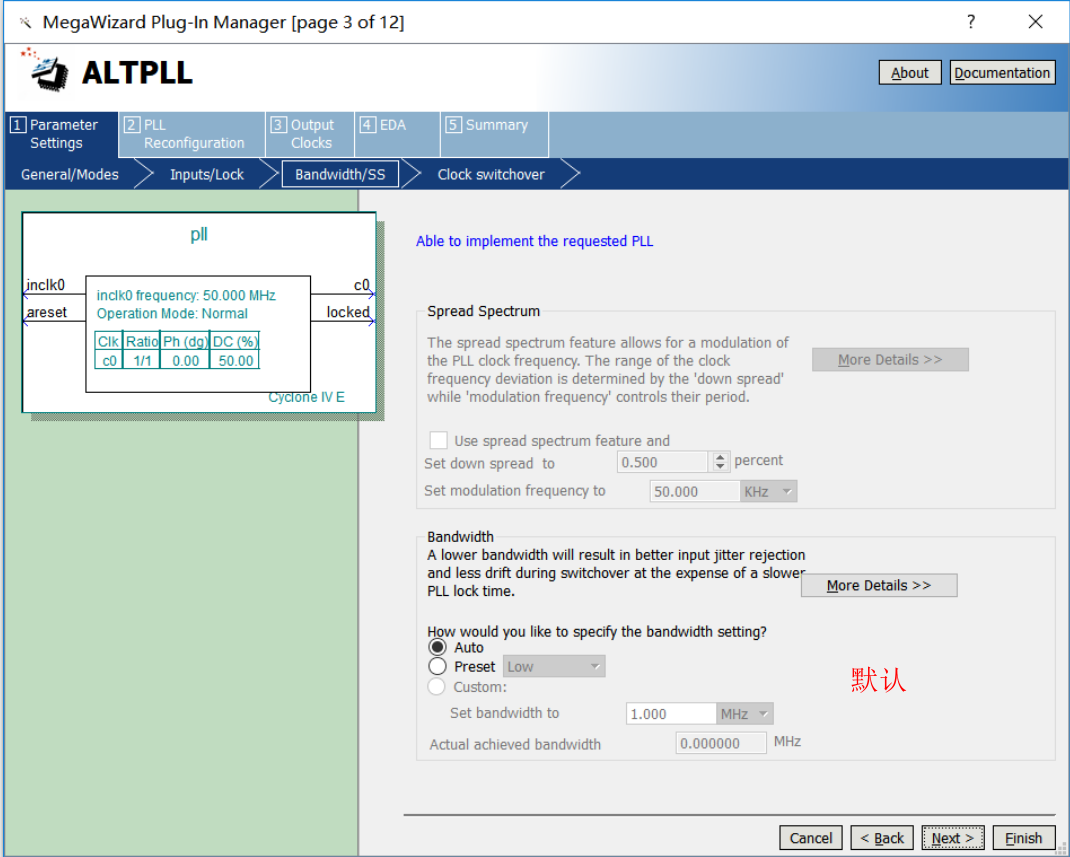 MegaWizard Plug-In Manager [page 3 of 12]
?
ALTPLL
About
Documentation
1 Parameter
Settings
2 PLL
Reconfiguration
3 Output
Clocks
4 EDA
5 Summary
General/Modes
Inputs/Lock
Bandwidth/SS
Clock switchover
pll
inclk0
areset
c0
locked
inclk0 frequency: 50.000 MHz
Operation Mode: Normal
Clk Ratio Ph (dg) DC (%)
c0 1/1 0.00 50.00
Cyclone IV E
Able to implement the requested PLL
Spread Spectrum
The spread spectrum feature allows for a modulation of
the PLL clock frequency. The range of the clock
frequency deviation is determined by the 'down spread'
while 'modulation frequency' controls their period.
More Details >>
Use spread spectrum feature and
Set down spread to 0.500 percent
Set modulation frequency to 50.000 KHz
Bandwidth
A lower bandwidth will result in better input jitter rejection
and less drift during switchover at the expense of a slower
PLL lock time.
More Details >>
How would you like to specify the bandwidth setting?
Auto
Preset Low
Custom:
默认
Set bandwidth to 1.000 MHz
Actual achieved bandwidth 0.000000 MHz
Cancel
< Back
Next >
Finish